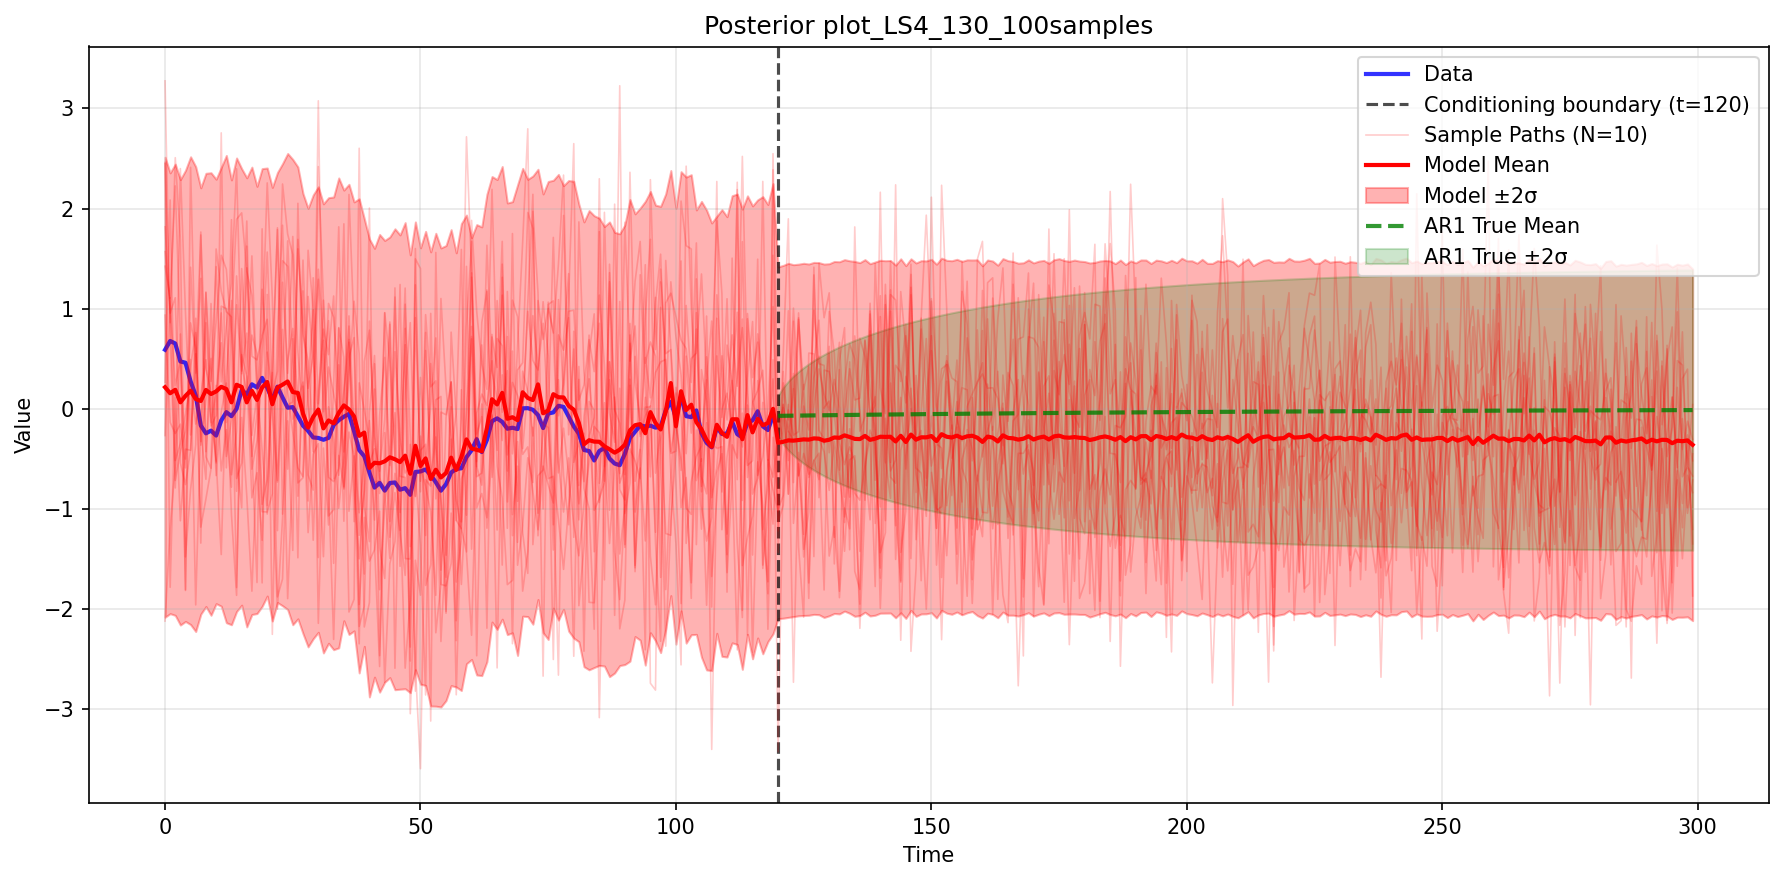 Posterior plot_LS4_130_100samples
Data
Conditioning boundary (t=120)
Sample Paths (N=10)
Model Mean
Model ±2σ
AR1 True Mean
AR1 True ±2σ
Value
3
2
1
0
−1
−2
−3
0
50
100
150
200
250
300
Time